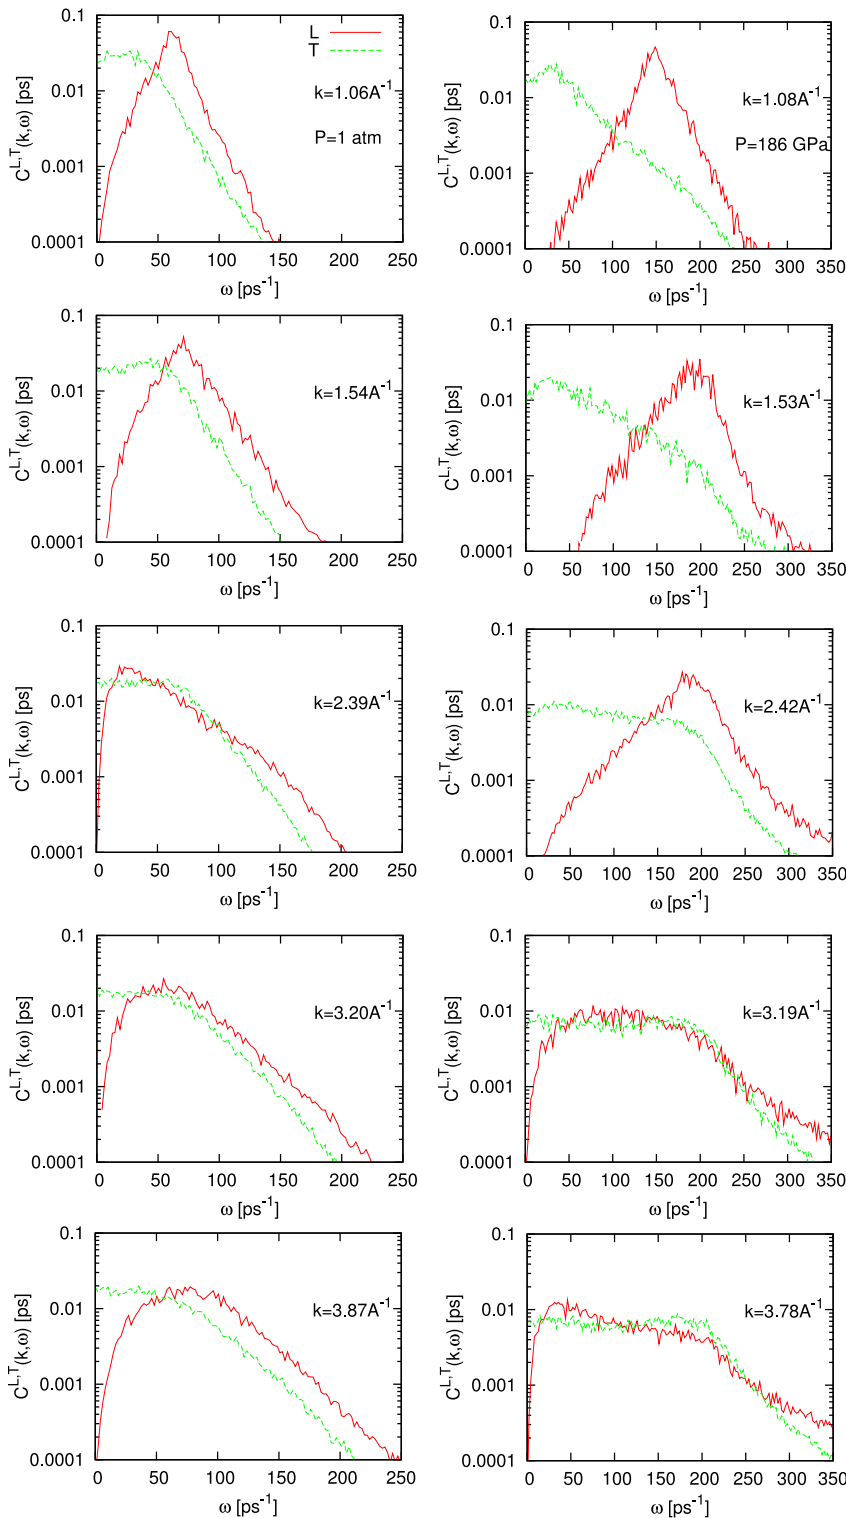 0.1
0.01
0.001
0.0001
C^{L,T}(k,ω) [ps]
L
T
k=1.06A^{-1}
P=1 atm
0 50 100 150 200 250
ω [ps^{-1}]
0.1
0.01
0.001
0.0001
C^{L,T}(k,ω) [ps]
k=1.08A^{-1}
P=186 GPa
0 50 100 150 200 250 300 350
ω [ps^{-1}]
0.1
0.01
0.001
0.0001
C^{L,T}(k,ω) [ps]
k=1.54A^{-1}
0 50 100 150 200 250
ω [ps^{-1}]
0.1
0.01
0.001
0.0001
C^{L,T}(k,ω) [ps]
k=1.53A^{-1}
0 50 100 150 200 250 300 350
ω [ps^{-1}]
0.1
0.01
0.001
0.0001
C^{L,T}(k,ω) [ps]
k=2.39A^{-1}
0 50 100 150 200 250
ω [ps^{-1}]
0.1
0.01
0.001
0.0001
C^{L,T}(k,ω) [ps]
k=2.42A^{-1}
0 50 100 150 200 250 300 350
ω [ps^{-1}]
0.1
0.01
0.001
0.0001
C^{L,T}(k,ω) [ps]
k=3.20A^{-1}
0 50 100 150 200 250
ω [ps^{-1}]
0.1
0.01
0.001
0.0001
C^{L,T}(k,ω) [ps]
k=3.19A^{-1}
0 50 100 150 200 250 300 350
ω [ps^{-1}]
0.1
0.01
0.001
0.0001
C^{L,T}(k,ω) [ps]
k=3.87A^{-1}
0 50 100 150 200 250
ω [ps^{-1}]
0.1
0.01
0.001
0.0001
C^{L,T}(k,ω) [ps]
k=3.78A^{-1}
0 50 100 150 200 250 300 350
ω [ps^{-1}]